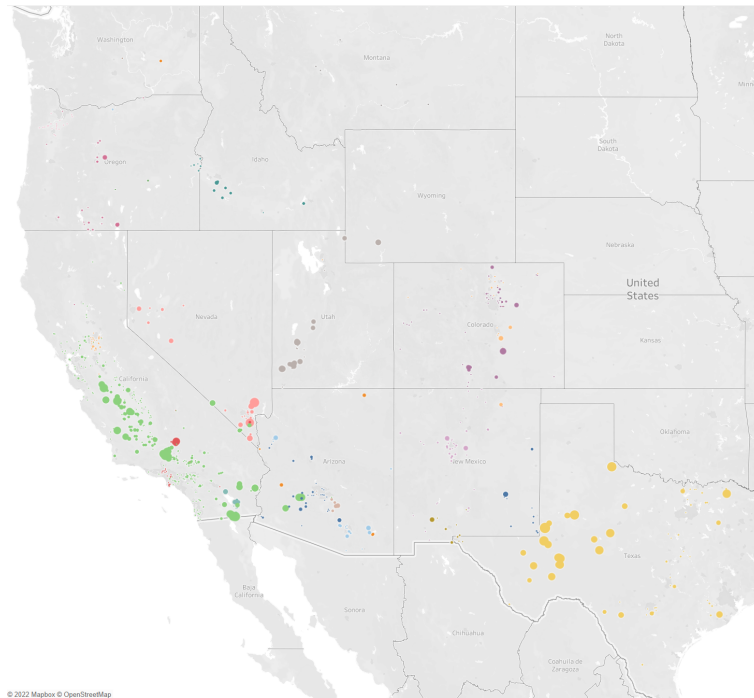 Washington
Montana
North
Dakota
Minn
Oregon
Idaho
South
Dakota
Wyoming
Nebraska
United
States
Nevada
Utah
Colorado
Kansas
California
Arizona
New Mexico
Oklahoma
Texas
Baja
California
Sonora
Chihuahua
Coahuila de
Zaragoza
© 2022 Mapbox © OpenStreetMap